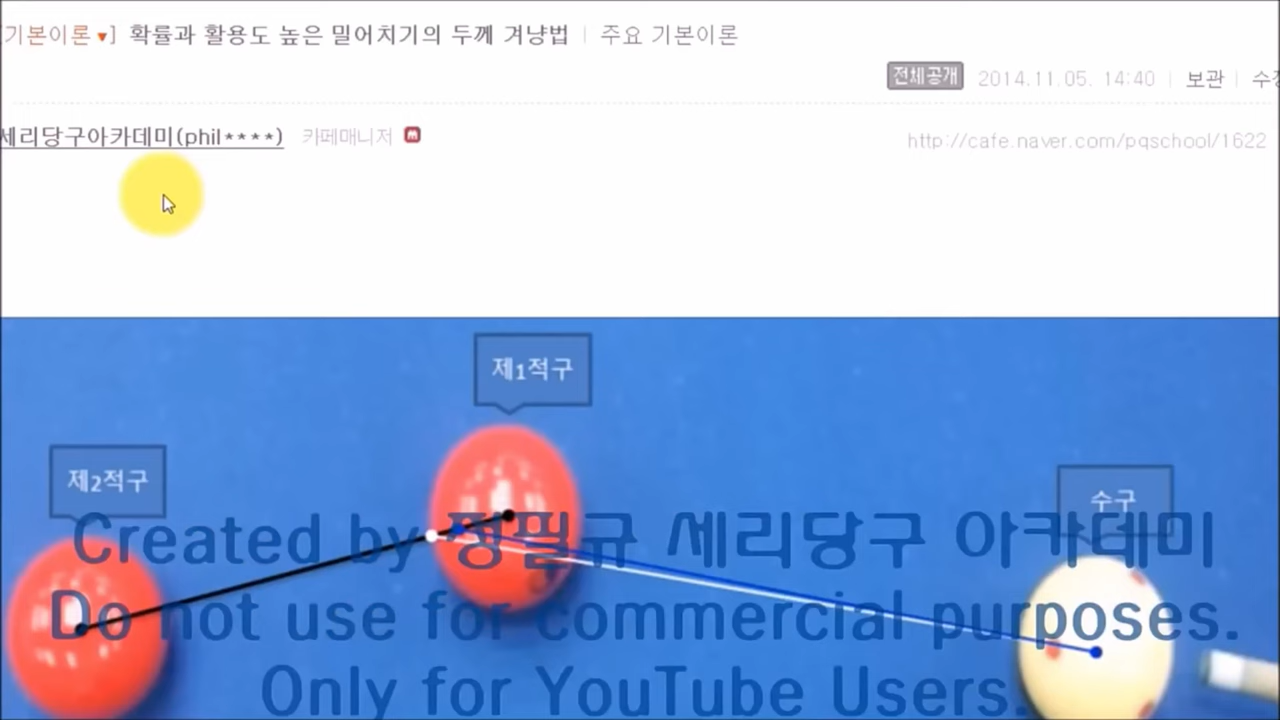 [기본이론 ▼] 확률과 활용도 높은 밀어치기의 두께 겨냥법 | 주요 기본이론
전체공개 2014.11.05. 14:40 | 보관 |
세리당구아카데미(phil****) 카페매니저
http://cafe.naver.com/pqschool/1622
제1적구
제2적구
수구
Created by 정필규 세리당구 아카데미
Do not use for commercial purposes.
Only for YouTube Users.